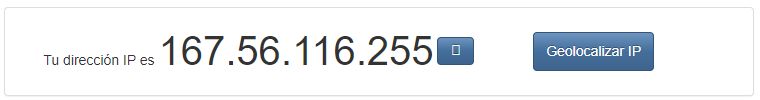 Tu dirección IP es 167.56.116.255 Geolocalizar IP